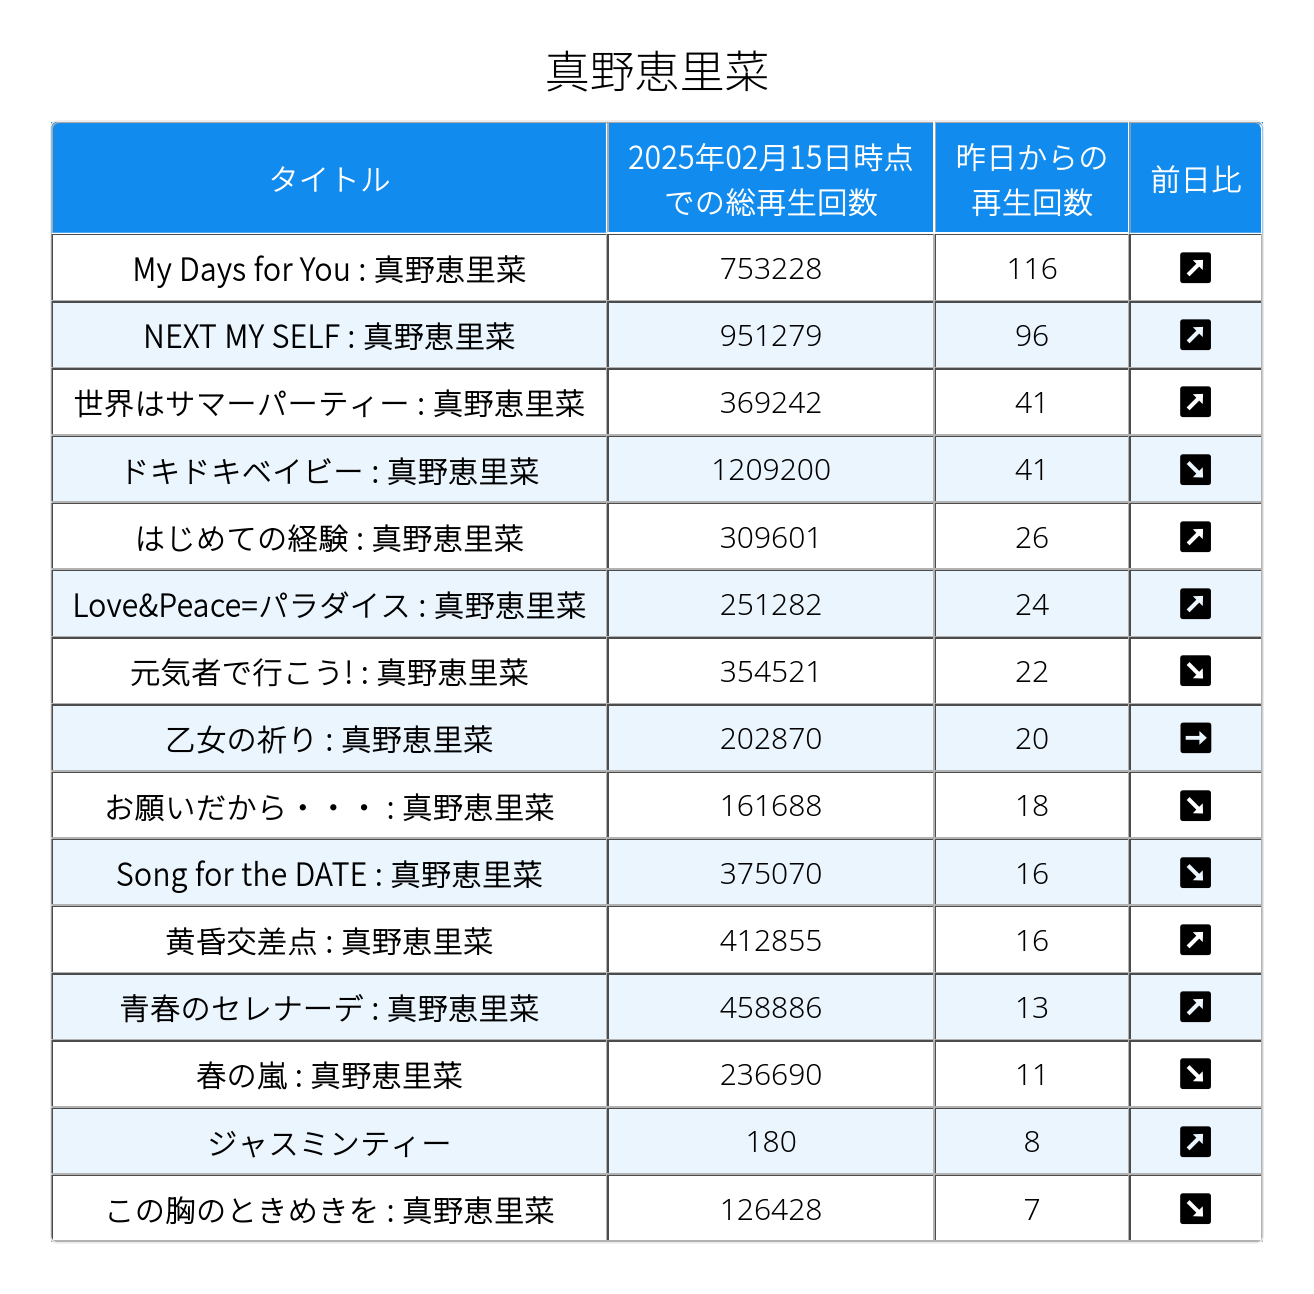 真野恵里菜
タイトル 2025年02月15日時点での総再生回数 昨日からの再生回数 前日比
My Days for You : 真野恵里菜 753228 116 ↗
NEXT MY SELF : 真野恵里菜 951279 96 ↗
世界はサマーパーティー : 真野恵里菜 369242 41 ↗
ドキドキベイビー : 真野恵里菜 1209200 41 ↘
はじめての経験 : 真野恵里菜 309601 26 ↗
Love&Peace=パラダイス : 真野恵里菜 251282 24 ↗
元気者で行こう! : 真野恵里菜 354521 22 ↘
乙女の祈り : 真野恵里菜 202870 20 →
お願いだから・・・ : 真野恵里菜 161688 18 ↘
Song for the DATE : 真野恵里菜 375070 16 ↘
黄昏交差点 : 真野恵里菜 412855 16 ↗
青春のセレナーデ : 真野恵里菜 458886 13 ↗
春の嵐 : 真野恵里菜 236690 11 ↘
ジャスミンティー 180 8 ↗
この胸のときめきを : 真野恵里菜 126428 7 ↘